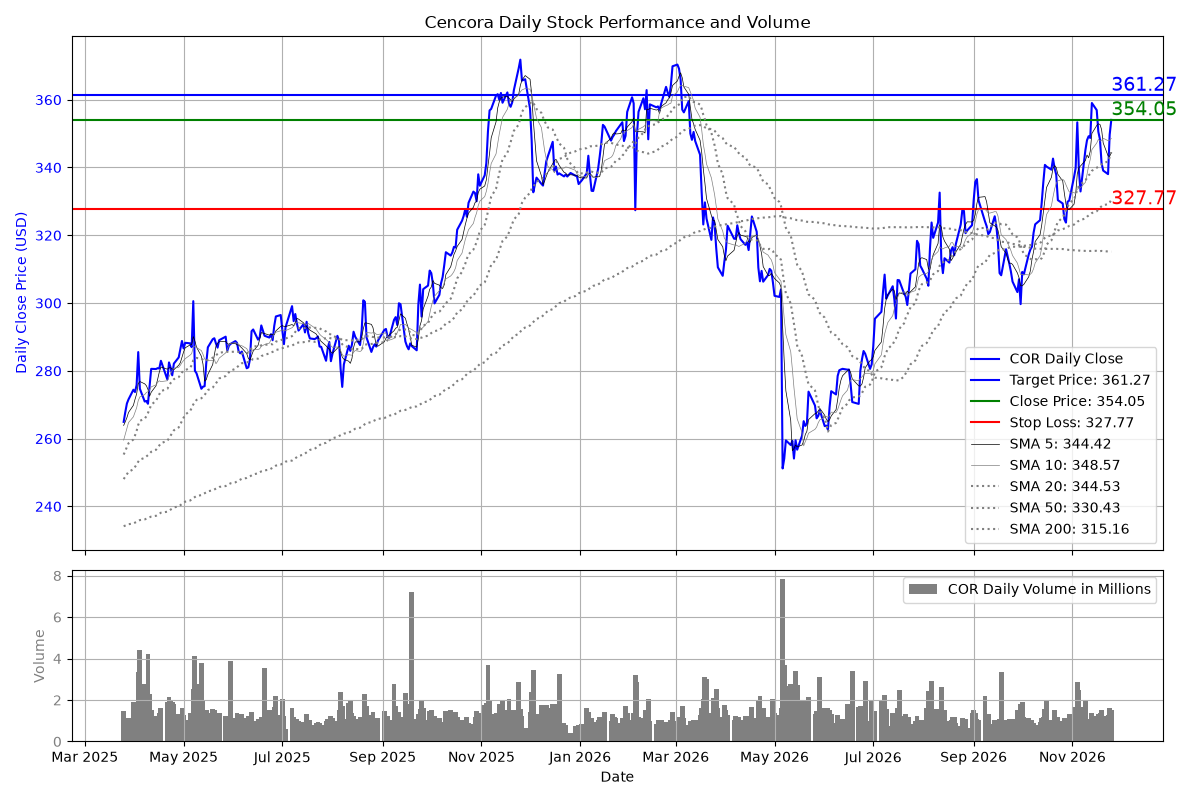 Cencora Daily Stock Performance and Volume
Daily Close Price (USD)
360
340
320
300
280
260
240
361.27
354.05
327.77
COR Daily Close
Target Price: 361.27
Close Price: 354.05
Stop Loss: 327.77
SMA 5: 344.42
SMA 10: 348.57
SMA 20: 344.53
SMA 50: 330.43
SMA 200: 315.16
Volume
8
6
4
2
0
COR Daily Volume in Millions
Mar 2025 May 2025 Jul 2025 Sep 2025 Nov 2025 Jan 2026 Mar 2026 May 2026 Jul 2026 Sep 2026 Nov 2026
Date